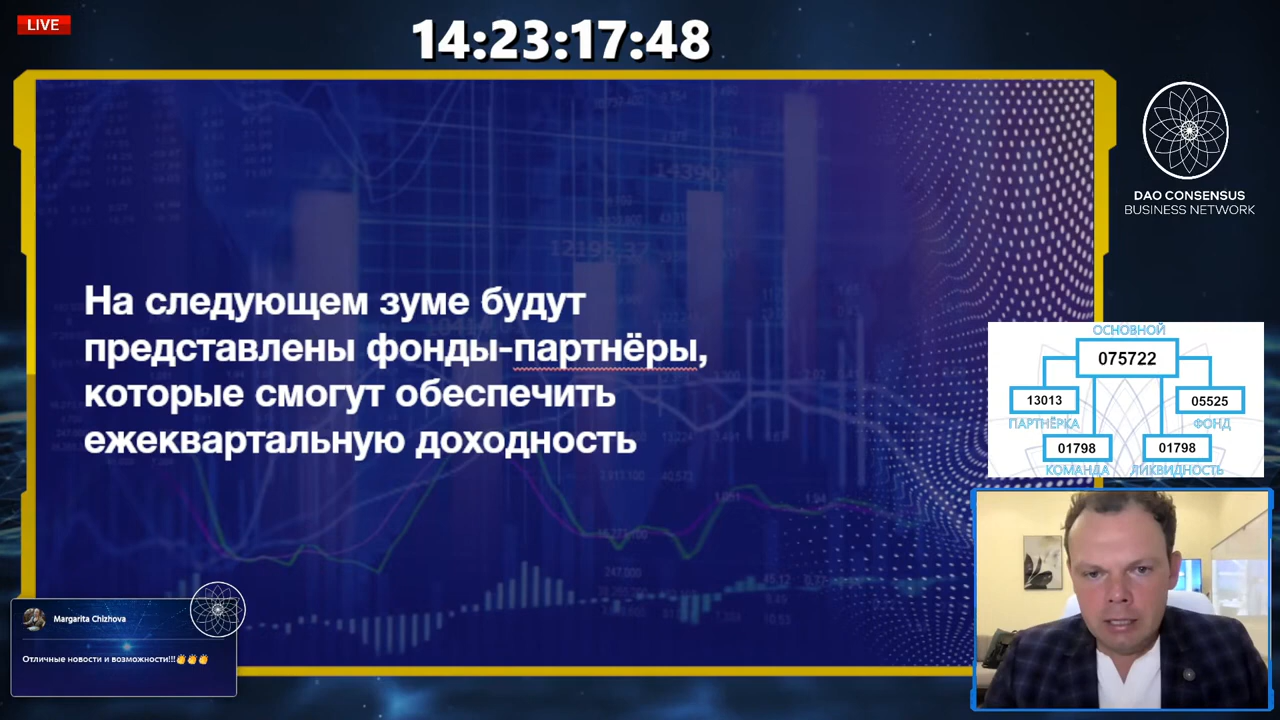 LIVE
14:23:17:48
DAO CONSENSUS
BUSINESS NETWORK
На следующем зуме будут
представлены фонды-партнёры,
которые смогут обеспечить
ежеквартальную доходность
ОСНОВНОЙ
075722
13013
05525
ПАРТНЁРКА
ФОНД
01798
01798
КОМАНДА
ЛИКВИДНОСТЬ
Margarita Chizhova
Отличные новости и возможности!!!👏👏👏